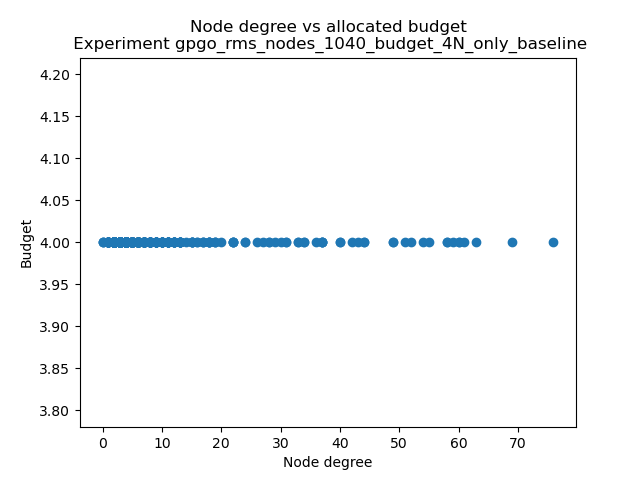 Node degree vs allocated budget
Experiment gpgo_rms_nodes_1040_budget_4N_only_baseline
4.20
4.15
4.10
4.05
4.00
3.95
3.90
3.85
3.80
Budget
0 10 20 30 40 50 60 70
Node degree